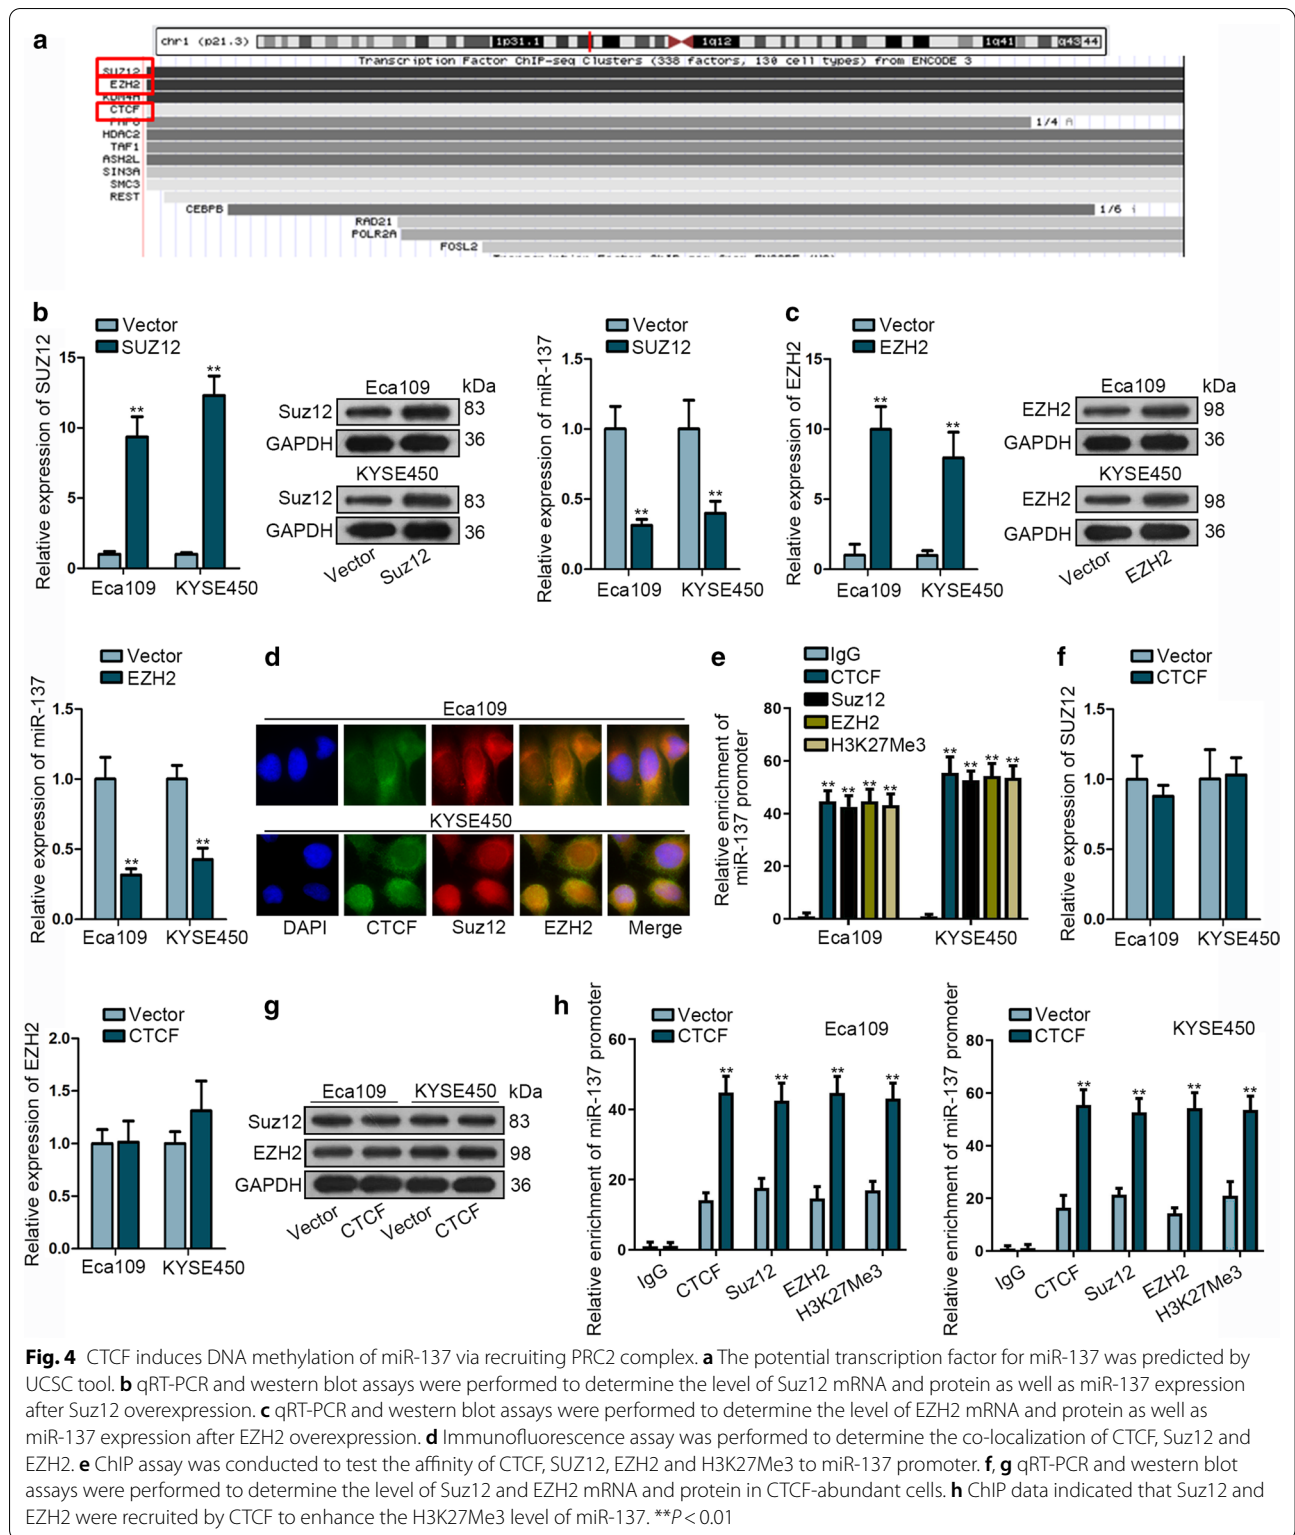 a
chr1 (p21.3) 1p31.1 1q12 1q41 q43 44
Transcription Factor ChIP-seq Clusters (338 factors, 130 cell types) from ENCODE 3
SUZ12
EZH2
KDM4A
CTCF
1/4 A
HDAC2
TAF1
ASH2L
SIN3A
SMC3
REST
CEBPB 1/6 i
RAD21
POLR2A
FOSL2
b
Vector
SUZ12
Relative expression of SUZ12
15
10
5
0
** **
Eca109 KYSE450
Eca109 kDa
Suz12 83
GAPDH 36
KYSE450
Suz12 83
GAPDH 36
Vector Suz12
Vector
SUZ12
Relative expression of miR-137
1.5
1.0
0.5
0.0
** **
Eca109 KYSE450
c
Vector
EZH2
Relative expression of EZH2
15
10
5
0
** **
Eca109 KYSE450
Eca109 kDa
EZH2 98
GAPDH 36
KYSE450
EZH2 98
GAPDH 36
Vector EZH2
Vector
EZH2
Relative expression of miR-137
1.5
1.0
0.5
0.0
** **
Eca109 KYSE450
d
Eca109
KYSE450
DAPI CTCF Suz12 EZH2 Merge
e
IgG
CTCF
Suz12
EZH2
H3K27Me3
Relative enrichment of
miR-137 promoter
80
60
40
20
0
** ** ** ** ** ** ** **
Eca109 KYSE450
f
Vector
CTCF
Relative expression of SUZ12
1.5
1.0
0.5
0.0
Eca109 KYSE450
Vector
CTCF
Relative expression of EZH2
2.0
1.5
1.0
0.5
0.0
Eca109 KYSE450
g
Eca109 KYSE450 kDa
Suz12 83
EZH2 98
GAPDH 36
Vector CTCF Vector CTCF
h
Vector
CTCF
Eca109
Relative enrichment of miR-137 promoter
60
40
20
0
** ** ** **
IgG CTCF Suz12 EZH2 H3K27Me3
Vector
CTCF
KYSE450
Relative enrichment of miR-137 promoter
80
60
40
20
0
** ** ** **
IgG CTCF Suz12 EZH2 H3K27Me3
Fig. 4 CTCF induces DNA methylation of miR-137 via recruiting PRC2 complex. a The potential transcription factor for miR-137 was predicted by
UCSC tool. b qRT-PCR and western blot assays were performed to determine the level of Suz12 mRNA and protein as well as miR-137 expression
after Suz12 overexpression. c qRT-PCR and western blot assays were performed to determine the level of EZH2 mRNA and protein as well as
miR-137 expression after EZH2 overexpression. d Immunofluorescence assay was performed to determine the co-localization of CTCF, Suz12 and
EZH2. e ChIP assay was conducted to test the affinity of CTCF, SUZ12, EZH2 and H3K27Me3 to miR-137 promoter. f, g qRT-PCR and western blot
assays were performed to determine the level of Suz12 and EZH2 mRNA and protein in CTCF-abundant cells. h ChIP data indicated that Suz12 and
EZH2 were recruited by CTCF to enhance the H3K27Me3 level of miR-137. **P < 0.01